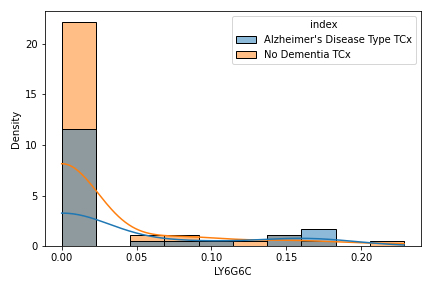 index
Alzheimer's Disease Type TCx
No Dementia TCx
20
15
10
5
0
Density
0.00 0.05 0.10 0.15 0.20
LY6G6C